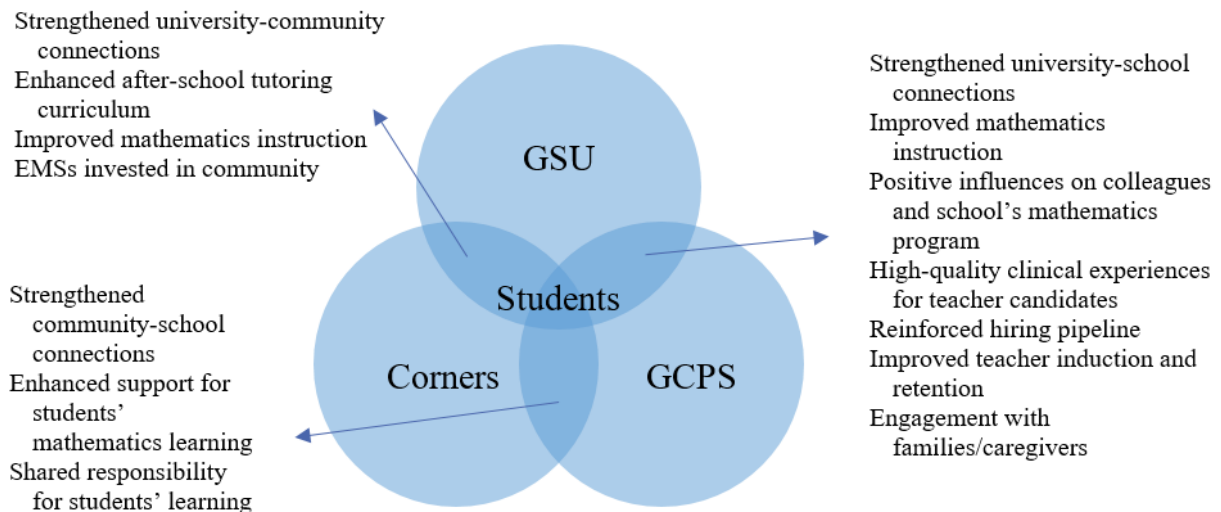 Strengthened university-community
connections
Enhanced after-school tutoring
curriculum
Improved mathematics instruction
EMSs invested in community
Strengthened
community-school
connections
Enhanced support for
students’
mathematics learning
Shared responsibility
for students’ learning
GSU
Students
Corners
GCPS
Strengthened university-school
connections
Improved mathematics
instruction
Positive influences on colleagues
and school’s mathematics
program
High-quality clinical experiences
for teacher candidates
Reinforced hiring pipeline
Improved teacher induction and
retention
Engagement with
families/caregivers